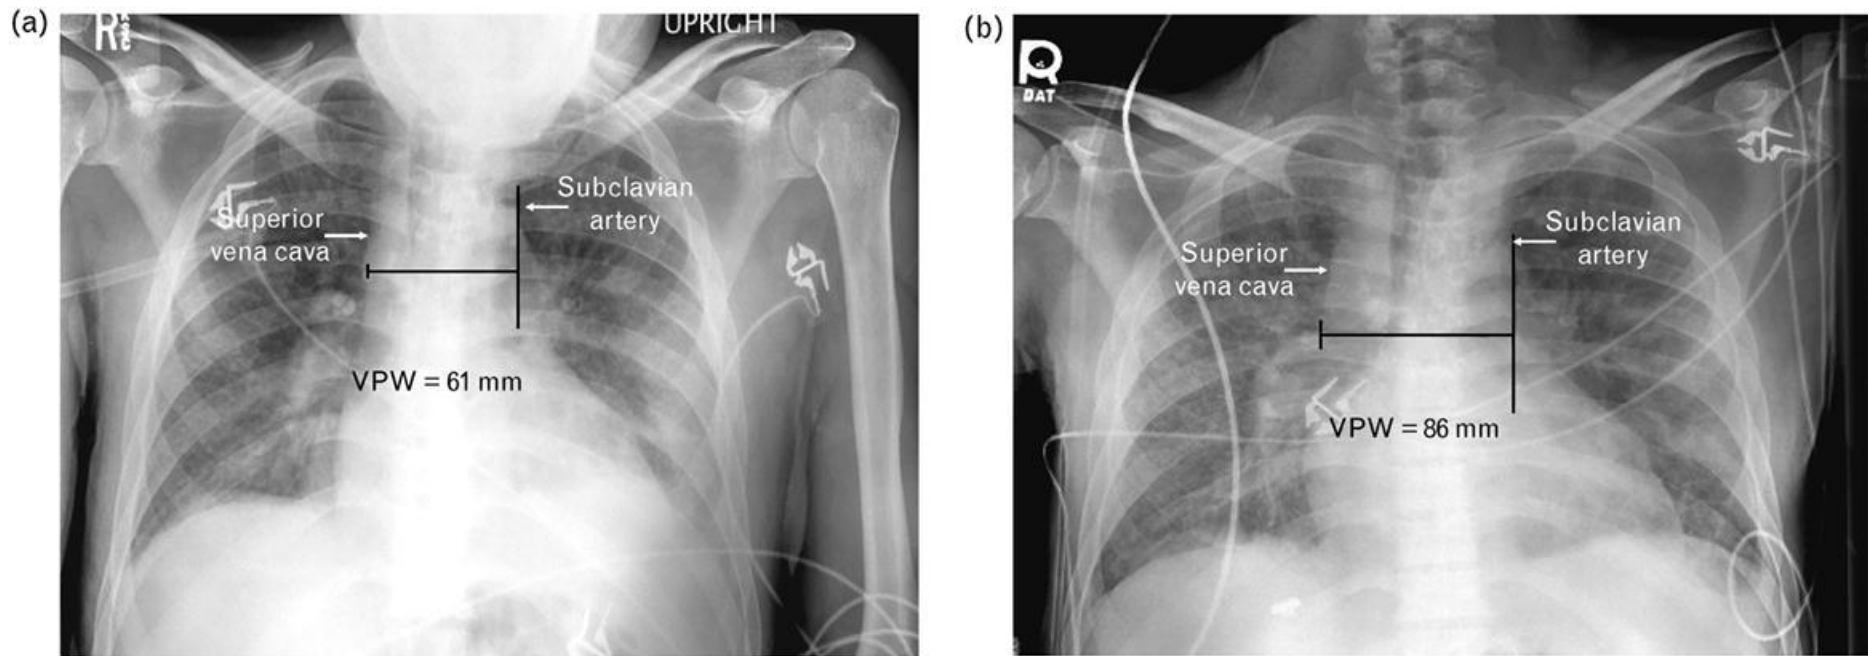 (a)
R
UPRIGHT
Subclavian
artery
Superior
vena cava
VPW = 61 mm
(b)
R
DAT
Subclavian
artery
Superior
vena cava
VPW = 86 mm